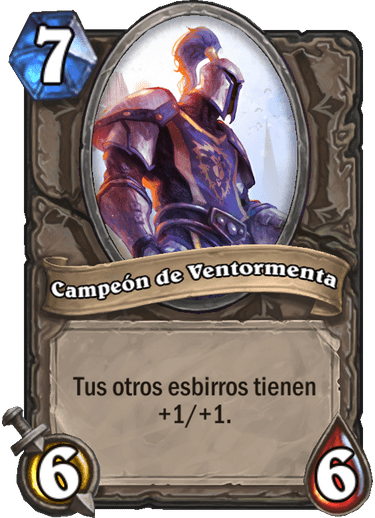 7
Campeón de Ventormenta
Tus otros esbirros tienen
+1/+1.
6
6